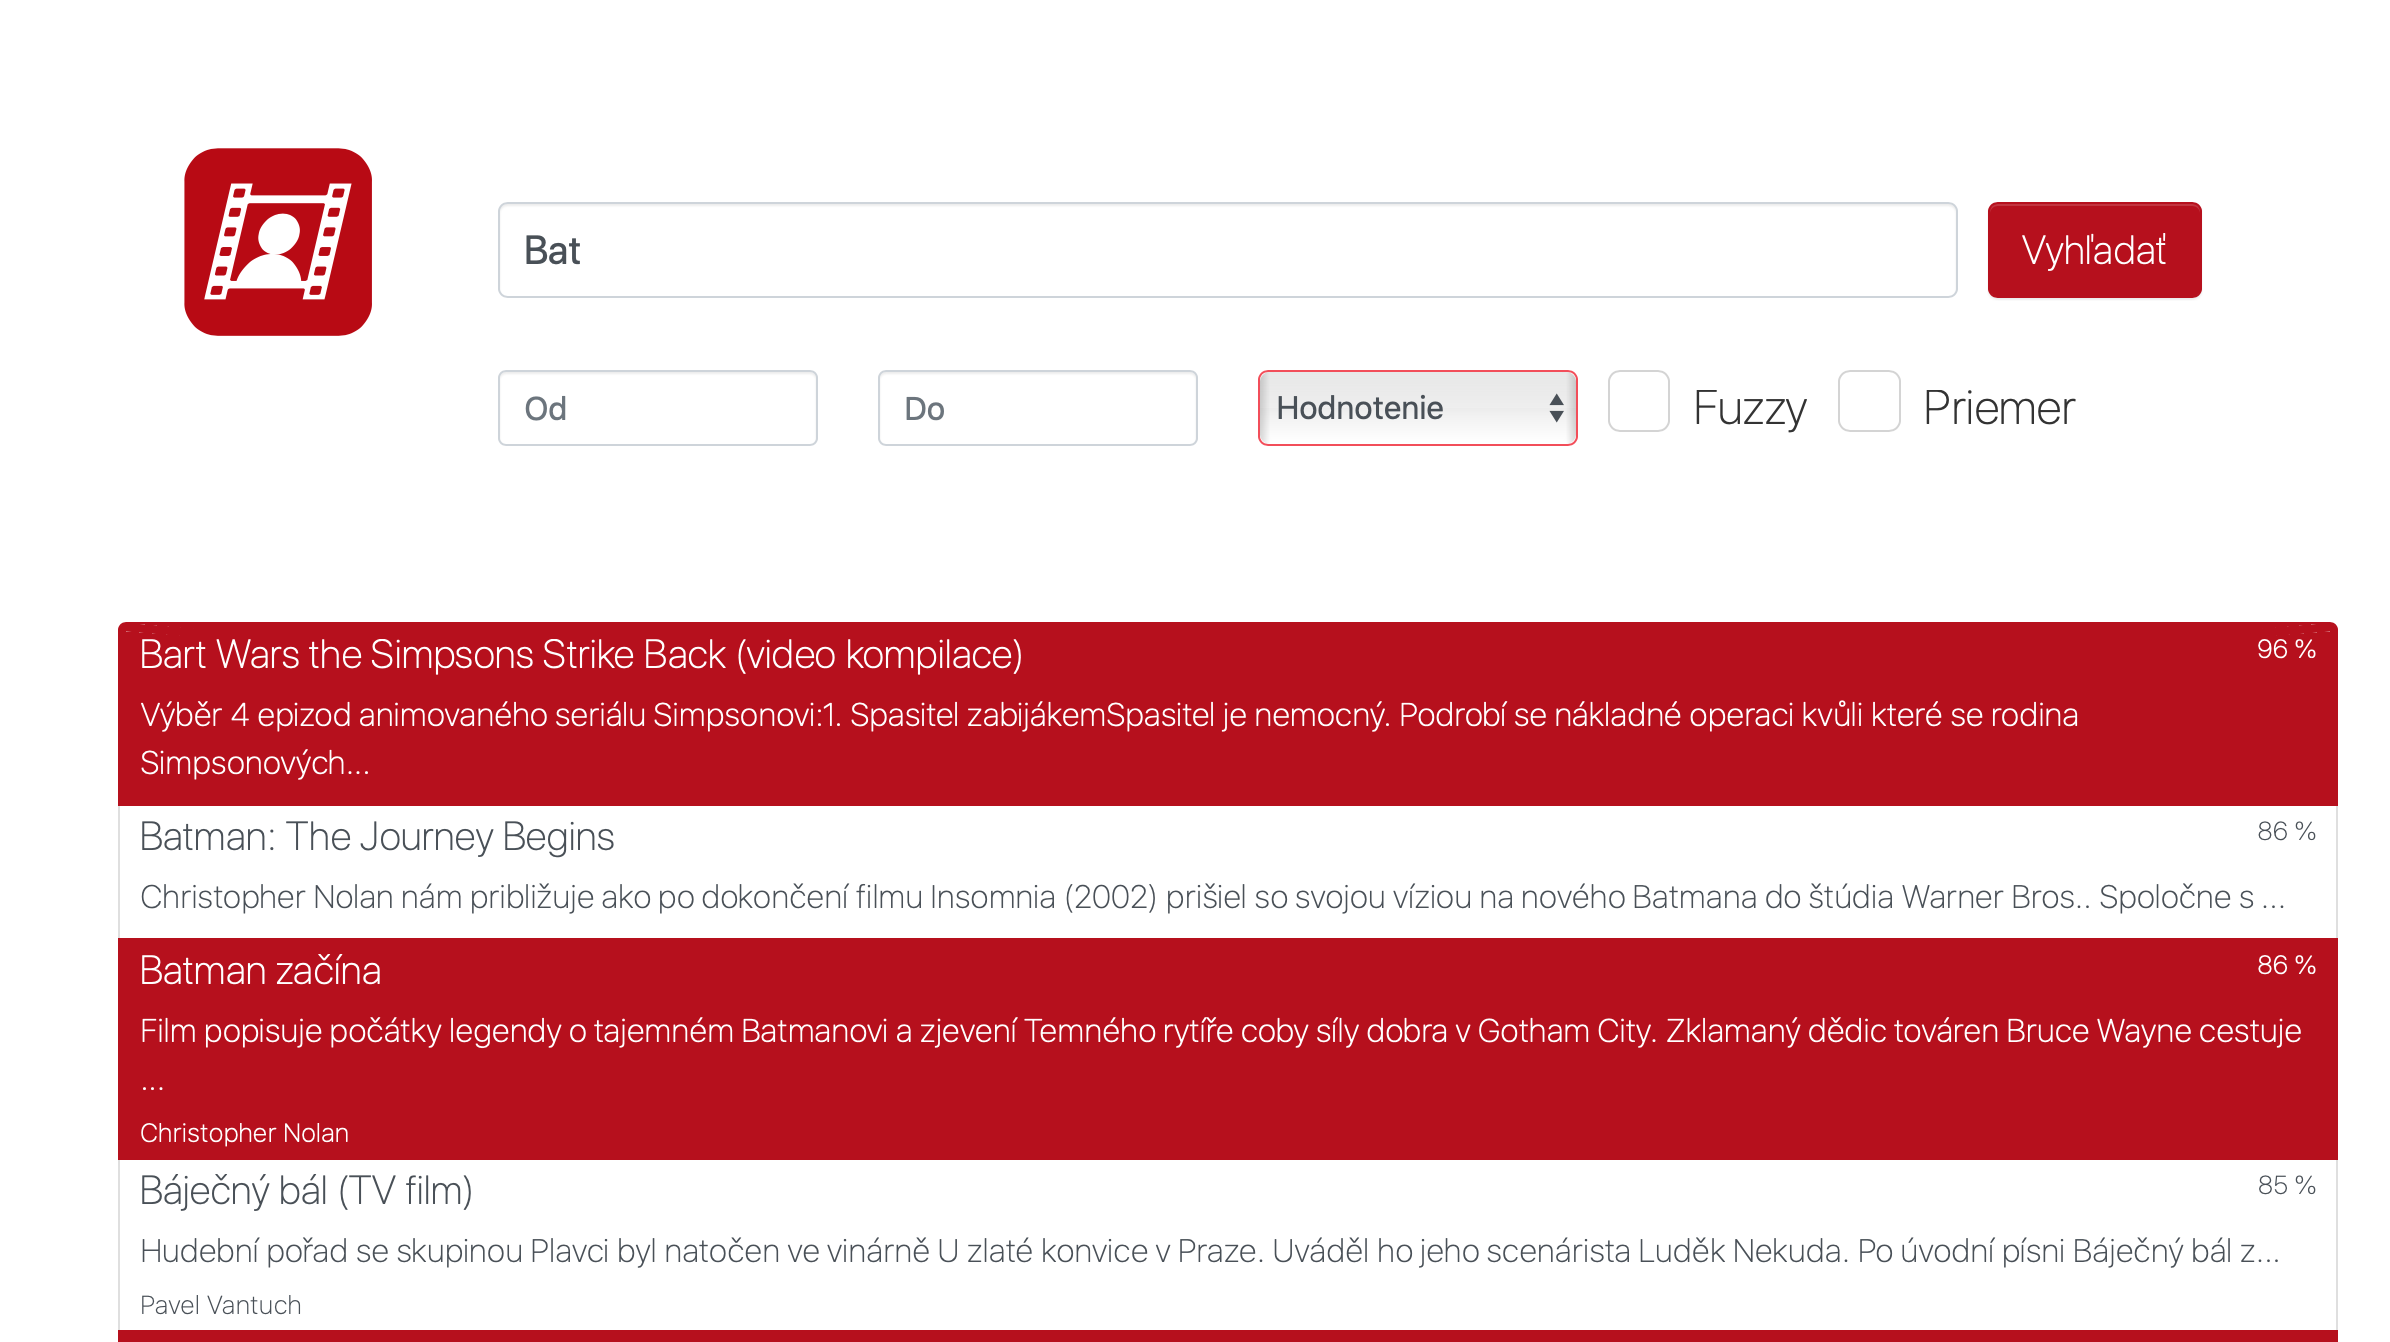 Bat
Vyhľadať
Od
Do
Hodnotenie
Fuzzy
Priemer
Bart Wars the Simpsons Strike Back (video kompilace)
96 %
Výběr 4 epizod animovaného seriálu Simpsonovi:1. Spasitel zabijákemSpasitel je nemocný. Podrobí se nákladné operaci kvůli které se rodina
Simpsonových...
Batman: The Journey Begins
86 %
Christopher Nolan nám približuje ako po dokončení filmu Insomnia (2002) prišiel so svojou víziou na nového Batmana do štúdia Warner Bros.. Spoločne s ...
Batman začína
86 %
Film popisuje počátky legendy o tajemném Batmanovi a zjevení Temného rytíře coby síly dobra v Gotham City. Zklamaný dědic továren Bruce Wayne cestuje
...
Christopher Nolan
Báječný bál (TV film)
85 %
Hudební pořad se skupinou Plavci byl natočen ve vinárně U zlaté konvice v Praze. Uváděl ho jeho scenárista Luděk Nekuda. Po úvodní písni Báječný bál z...
Pavel Vantuch